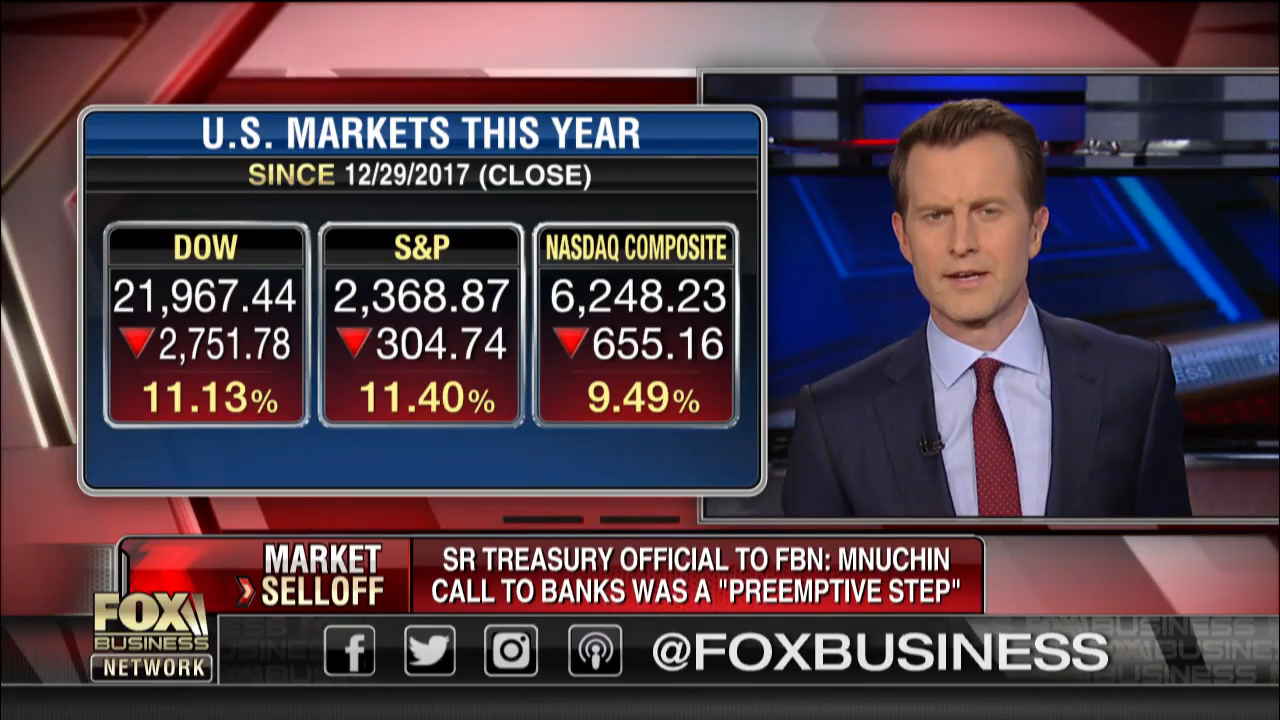 U.S. MARKETS THIS YEAR
SINCE 12/29/2017 (CLOSE)
DOW
21,967.44
2,751.78
11.13%
S&P
2,368.87
304.74
11.40%
NASDAQ COMPOSITE
6,248.23
655.16
9.49%
MARKET
SELLOFF
SR TREASURY OFFICIAL TO FBN: MNUCHIN
CALL TO BANKS WAS A "PREEMPTIVE STEP"
FOX
BUSINESS
NETWORK
@FOXBUSINESS
BUSINESS